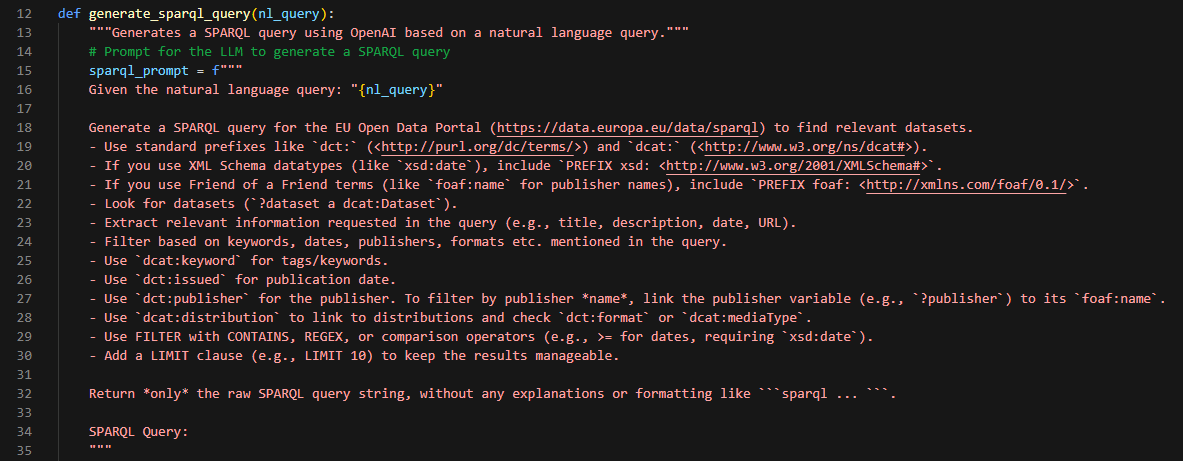 12 def generate_sparql_query(nl_query):
13     """Generates a SPARQL query using OpenAI based on a natural language query."""
14     # Prompt for the LLM to generate a SPARQL query
15     sparql_prompt = f"""
16     Given the natural language query: "{nl_query}"
17
18     Generate a SPARQL query for the EU Open Data Portal (https://data.europa.eu/data/sparql) to find relevant datasets.
19     - Use standard prefixes like `dct:` (<http://purl.org/dc/terms/>) and `dcat:` (<http://www.w3.org/ns/dcat#>).
20     - If you use XML Schema datatypes (like `xsd:date`), include `PREFIX xsd: <http://www.w3.org/2001/XMLSchema#>`.
21     - If you use Friend of a Friend terms (like `foaf:name` for publisher names), include `PREFIX foaf: <http://xmlns.com/foaf/0.1/>`.
22     - Look for datasets (`?dataset a dcat:Dataset`).
23     - Extract relevant information requested in the query (e.g., title, description, date, URL).
24     - Filter based on keywords, dates, publishers, formats etc. mentioned in the query.
25     - Use `dcat:keyword` for tags/keywords.
26     - Use `dct:issued` for publication date.
27     - Use `dct:publisher` for the publisher. To filter by publisher *name*, link the publisher variable (e.g., `?publisher`) to its `foaf:name`.
28     - Use `dcat:distribution` to link to distributions and check `dct:format` or `dcat:mediaType`.
29     - Use FILTER with CONTAINS, REGEX, or comparison operators (e.g., >= for dates, requiring `xsd:date`).
30     - Add a LIMIT clause (e.g., LIMIT 10) to keep the results manageable.
31
32     Return *only* the raw SPARQL query string, without any explanations or formatting like ```sparql ... ```.
33
34     SPARQL Query:
35     """